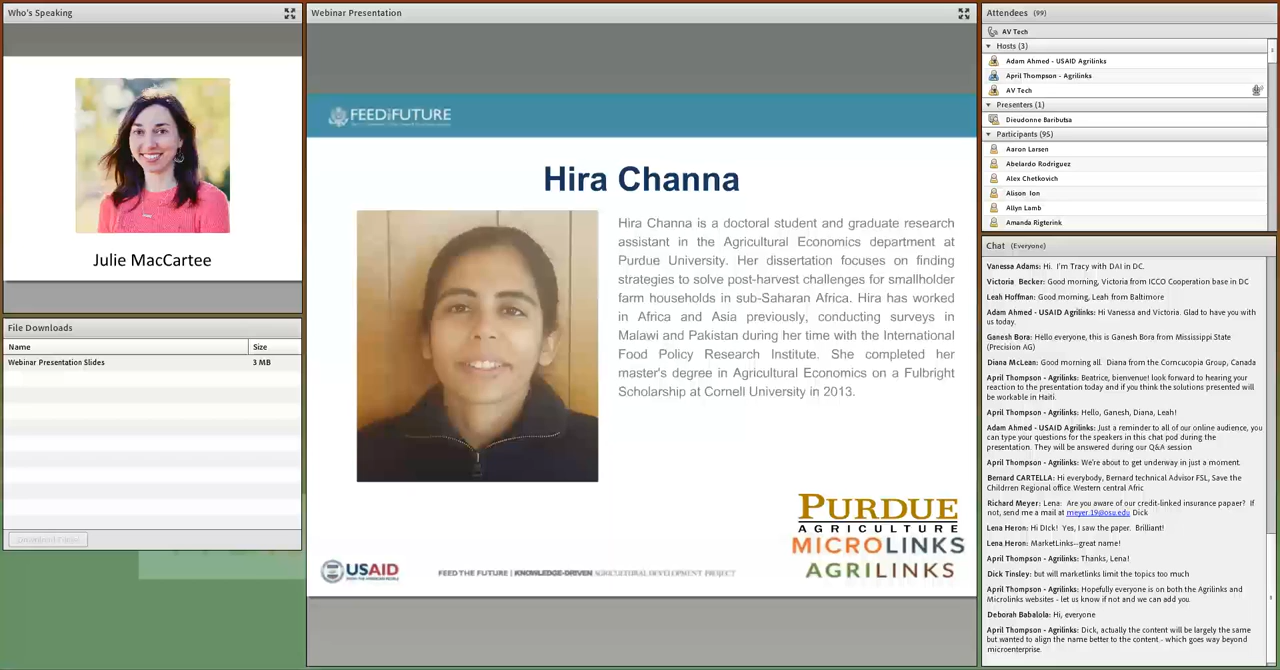 Who's Speaking
Julie MacCartee
File Downloads
Name
Size
Webinar Presentation Slides
3 MB
Webinar Presentation
FEED THE FUTURE
Hira Channa
Hira Channa is a doctoral student and graduate research
assistant in the Agricultural Economics department at
Purdue University. Her dissertation focuses on finding
strategies to solve post-harvest challenges for smallholder
farm households in sub-Saharan Africa. Hira has worked
in Africa and Asia previously, conducting surveys in
Malawi and Pakistan during her time with the International
Food Policy Research Institute. She completed her
master's degree in Agricultural Economics on a Fulbright
Scholarship at Cornell University in 2013.
PURDUE
AGRICULTURE
MICROLINKS
AGRILINKS
USAID
FROM THE AMERICAN PEOPLE
FEED THE FUTURE | KNOWLEDGE-DRIVEN AGRICULTURAL DEVELOPMENT PROJECT
Attendees (99)
AV Tech
Hosts (3)
Adam Ahmed - USAID Agrilinks
April Thompson - Agrilinks
AV Tech
Presenters (1)
Dieudonne Baributsa
Participants (95)
Aaron Larsen
Abelardo Rodriguez
Alex Chetkovich
Alison Ion
Allyn Lamb
Amanda Rigterink
Chat (Everyone)
Vanessa Adams: Hi. I'm Tracy with DAI in DC.
Victoria Becker: Good morning, Victoria from ICCO Cooperation base in DC
Leah Hoffman: Good morning, Leah from Baltimore
Adam Ahmed - USAID Agrilinks: Hi Vanessa and Victoria. Glad to have you with
us today.
Ganesh Bora: Hello everyone, this is Ganesh Bora from Mississippi State
(Precision AG)
Diana McLean: Good morning all. Diana from the Cornucopia Group, Canada
April Thompson - Agrilinks: Beatrice, bienvenue! look forward to hearing your
reaction to the presentation today and if you think the solutions presented will
be workable in Haiti.
April Thompson - Agrilinks: Hello, Ganesh, Diana, Leah!
Adam Ahmed - USAID Agrilinks: Just a reminder to all of our online audience, you
can type your questions for the speakers in this chat pod during the
presentation. They will be answered during our Q&A session
April Thompson - Agrilinks: We're about to get underway in just a moment.
Bernard CARTELLA: Hi everybody, Bernard technical Advisor FSL, Save the
Childrren Regional office Western central Afric
Richard Meyer: Lena: Are you aware of our credit-linked insurance papaer? If
not, send me a mail at meyer.19@osu.edu Dick
Lena Heron: Hi DIck! Yes, I saw the paper. Brilliant!
Lena Heron: MarketLinks--great name!
April Thompson - Agrilinks: Thanks, Lena!
Dick Tinsley: but will marketlinks limit the topics too much
April Thompson - Agrilinks: Hopefully everyone is on both the Agrilinks and
Microlinks websites - let us know if not and we can add you.
Deborah Babalola: Hi, everyone
April Thompson - Agrilinks: Dick, actually the content will be largely the same
but wanted to align the name better to the content - which goes way beyond
microenterprise.